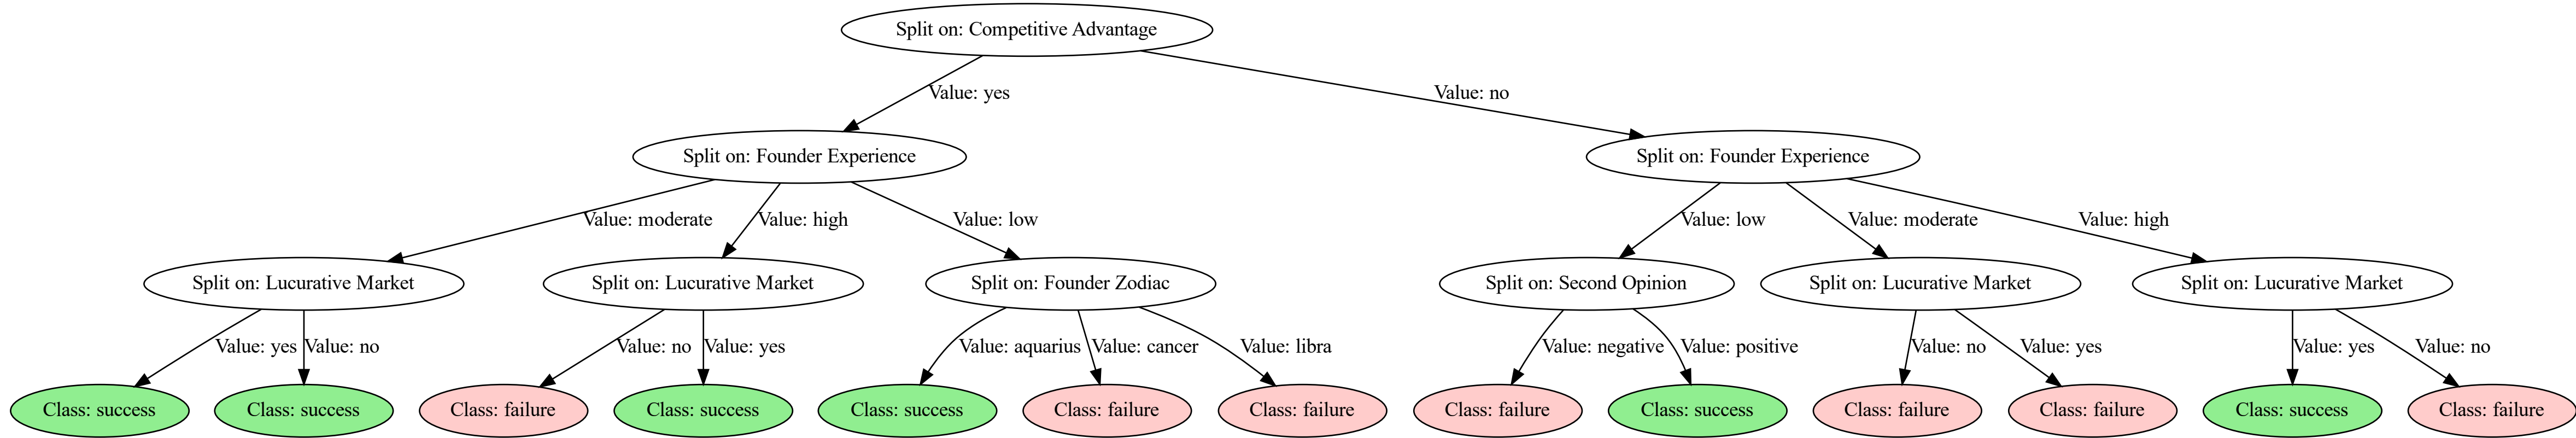 Split on: Competitive Advantage
Value: yes
Value: no
Split on: Founder Experience
Split on: Founder Experience
Value: moderate
Value: high
Value: low
Value: low
Value: moderate
Value: high
Split on: Lucurative Market
Split on: Lucurative Market
Split on: Founder Zodiac
Split on: Second Opinion
Split on: Lucurative Market
Split on: Lucurative Market
Value: yes
Value: no
Value: no
Value: yes
Value: aquarius
Value: cancer
Value: libra
Value: negative
Value: positive
Value: no
Value: yes
Value: yes
Value: no
Class: success
Class: success
Class: failure
Class: success
Class: success
Class: failure
Class: failure
Class: failure
Class: success
Class: failure
Class: failure
Class: success
Class: failure